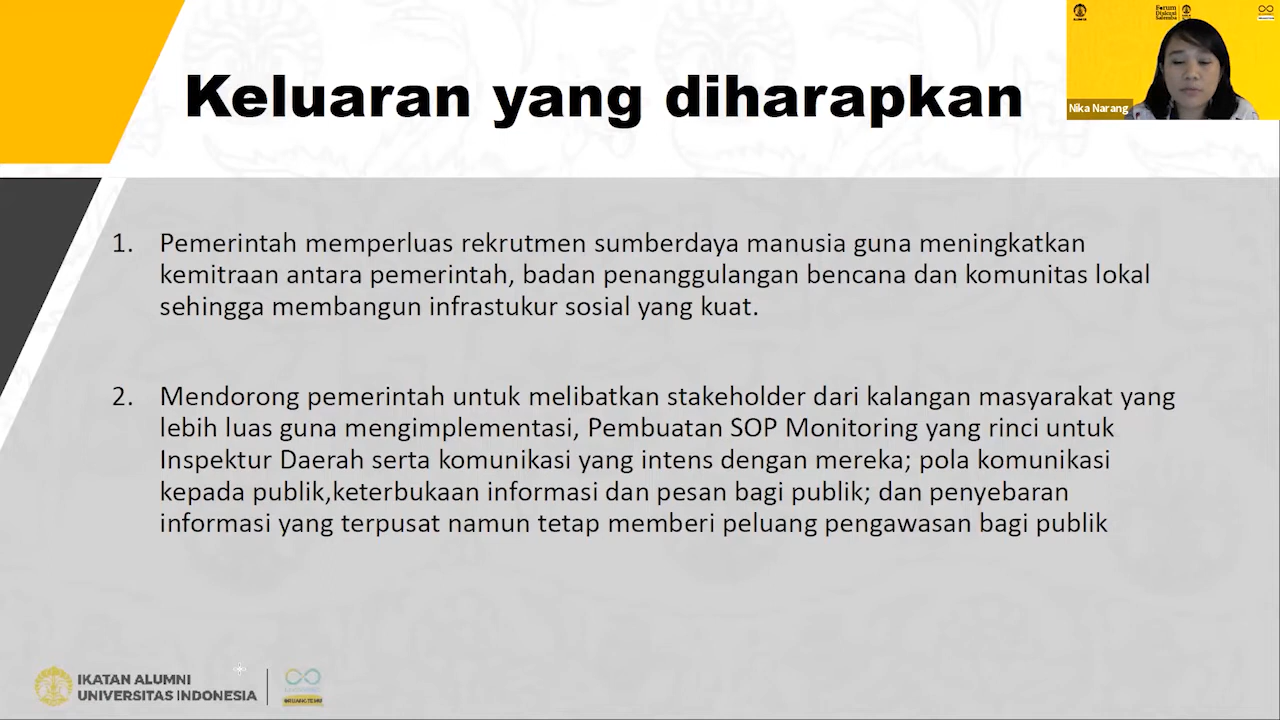 Keluaran yang diharapkan
Forum
Diskusi
Salemba
Nika Narang
1. Pemerintah memperluas rekrutmen sumberdaya manusia guna meningkatkan
kemitraan antara pemerintah, badan penanggulangan bencana dan komunitas lokal
sehingga membangun infrastukur sosial yang kuat.
2. Mendorong pemerintah untuk melibatkan stakeholder dari kalangan masyarakat yang
lebih luas guna mengimplementasi, Pembuatan SOP Monitoring yang rinci untuk
Inspektur Daerah serta komunikasi yang intens dengan mereka; pola komunikasi
kepada publik,keterbukaan informasi dan pesan bagi publik; dan penyebaran
informasi yang terpusat namun tetap memberi peluang pengawasan bagi publik
IKATAN ALUMNI
UNIVERSITAS INDONESIA
#RUANGTEMU